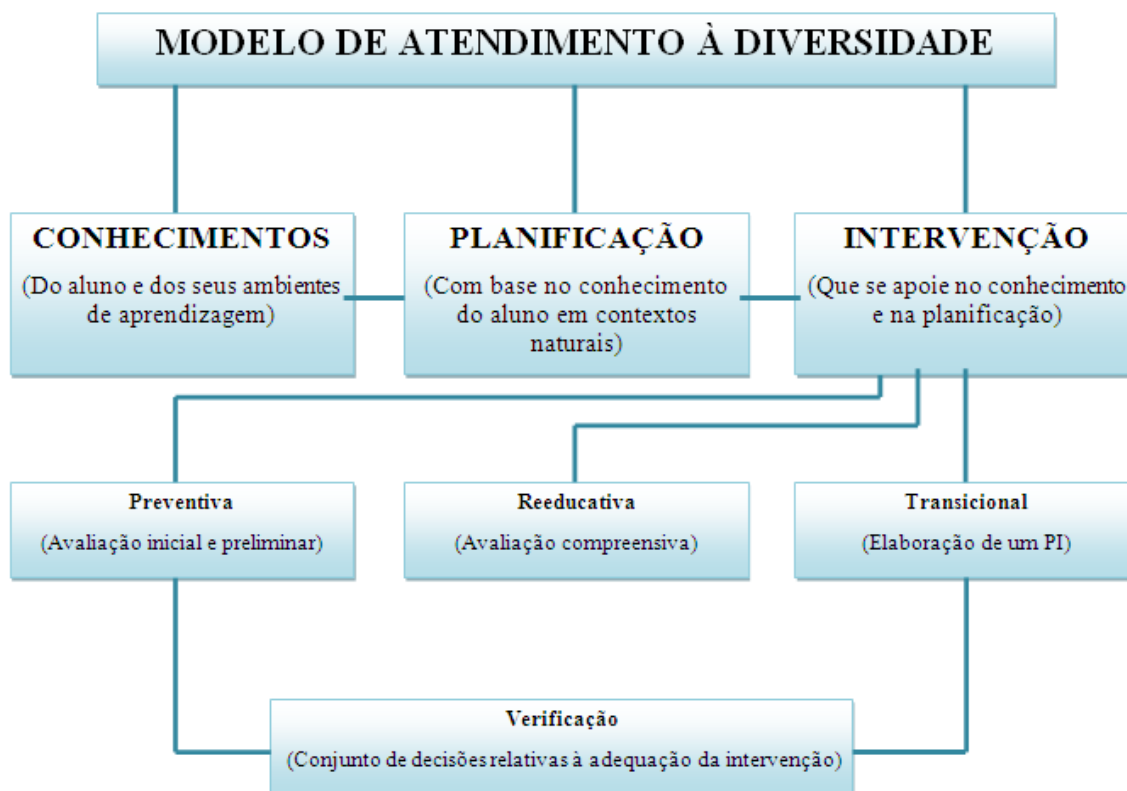 MODELO DE ATENDIMENTO À DIVERSIDADE
CONHECIMENTOS
(Do aluno e dos seus ambientes
de aprendizagem)
PLANIFICAÇÃO
(Com base no conhecimento
do aluno em contextos
naturais)
INTERVENÇÃO
(Que se apoie no conhecimento
e na planificação)
Preventiva
(Avaliação inicial e preliminar)
Reeducativa
(Avaliação compreensiva)
Transicional
(Elaboração de um PI)
Verificação
(Conjunto de decisões relativas à adequação da intervenção)